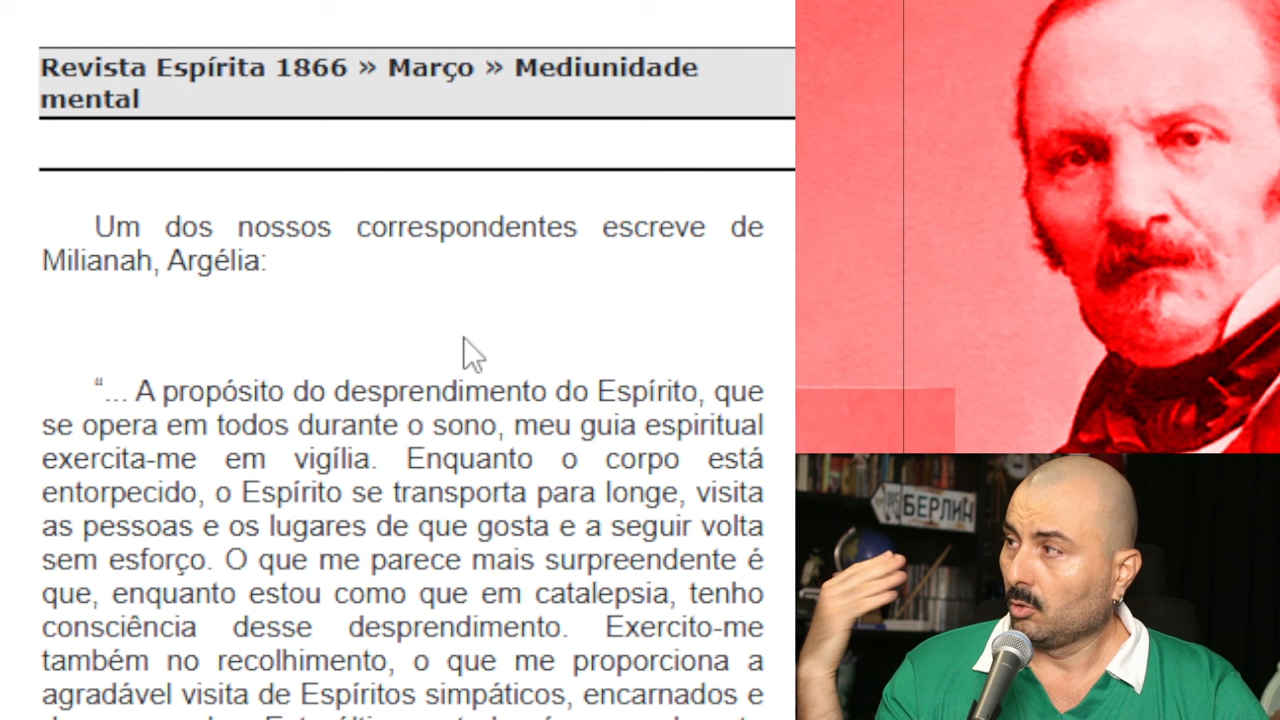 Revista Espírita 1866 » Março » Mediunidade
mental
Um dos nossos correspondentes escreve de
Milianah, Argélia:
“... A propósito do desprendimento do Espírito, que
se opera em todos durante o sono, meu guia espiritual
exercita-me em vigília. Enquanto o corpo está
entorpecido, o Espírito se transporta para longe, visita
as pessoas e os lugares de que gosta e a seguir volta
sem esforço. O que me parece mais surpreendente é
que, enquanto estou como que em catalepsia, tenho
consciência desse desprendimento. Exercito-me
também no recolhimento, o que me proporciona a
agradável visita de Espíritos simpáticos, encarnados e
БЕРЛИН